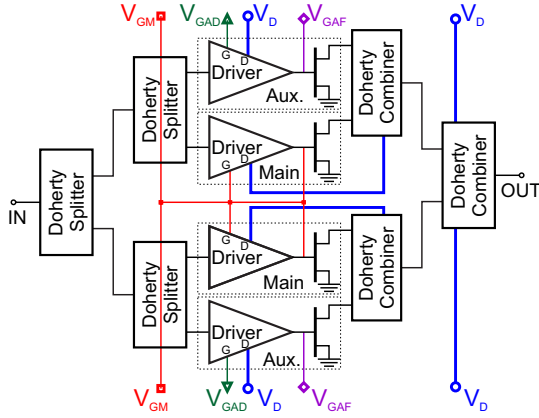 V_GM V_GAD V_D V_GAF V_D
G D
Driver
Aux.
Doherty Splitter
Doherty Combiner
Driver
Main
G D
Doherty Splitter
Doherty Combiner
IN
OUT
G D
Driver
Main
Doherty Splitter
Doherty Combiner
Driver
Aux.
G D
V_GM V_GAD V_D V_GAF V_D